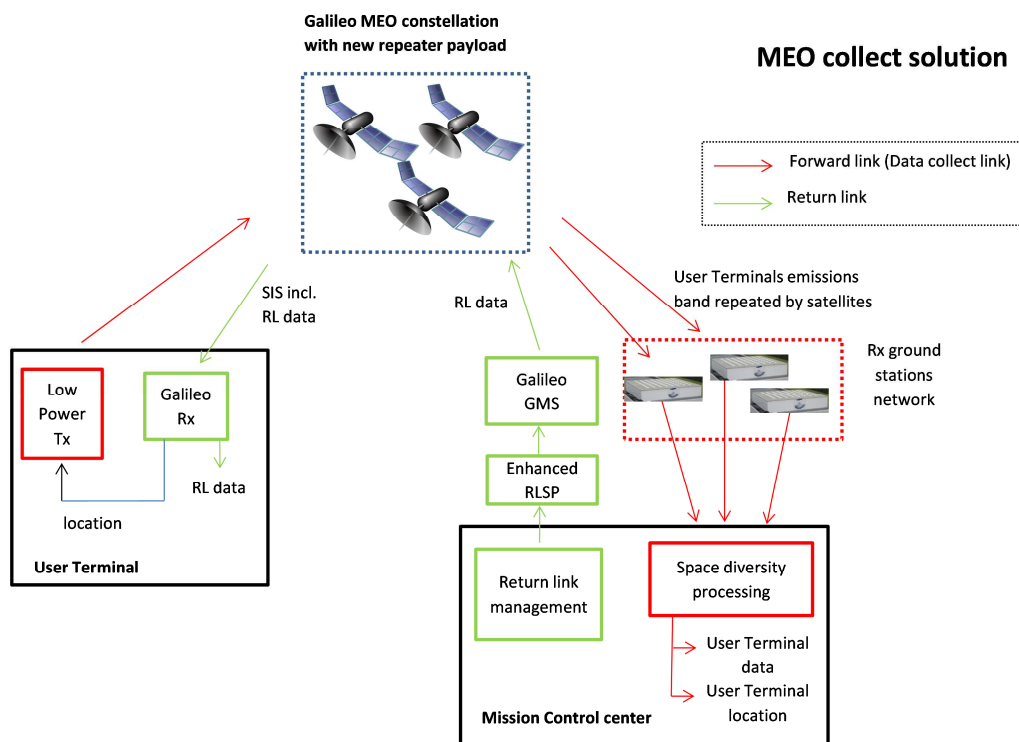 Galileo MEO constellation
with new repeater payload
MEO collect solution
Forward link (Data collect link)
Return link
SIS incl.
RL data
RL data
User Terminals emissions
band repeated by satellites
Rx ground
stations
network
Low
Power
Tx
Galileo
Rx
RL data
location
User Terminal
Galileo
GMS
Enhanced
RLSP
Return link
management
Space diversity
processing
User Terminal
data
User Terminal
location
Mission Control center